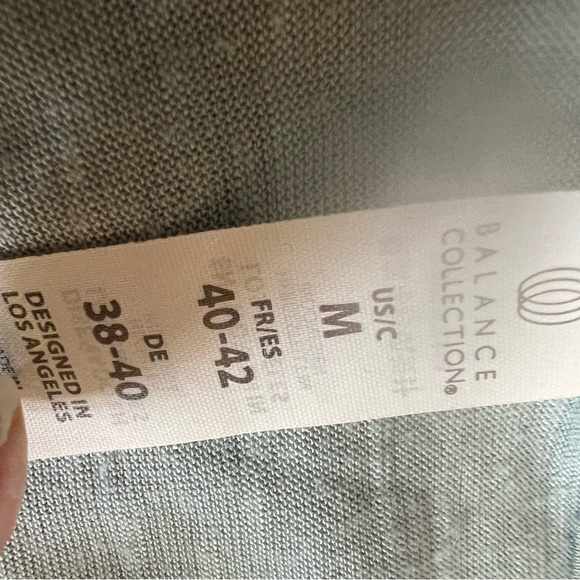 BALANCE
COLLECTION®
US/C
M
FR/ES
40-42
DE
38-40
DESIGNED IN
LOS ANGELES